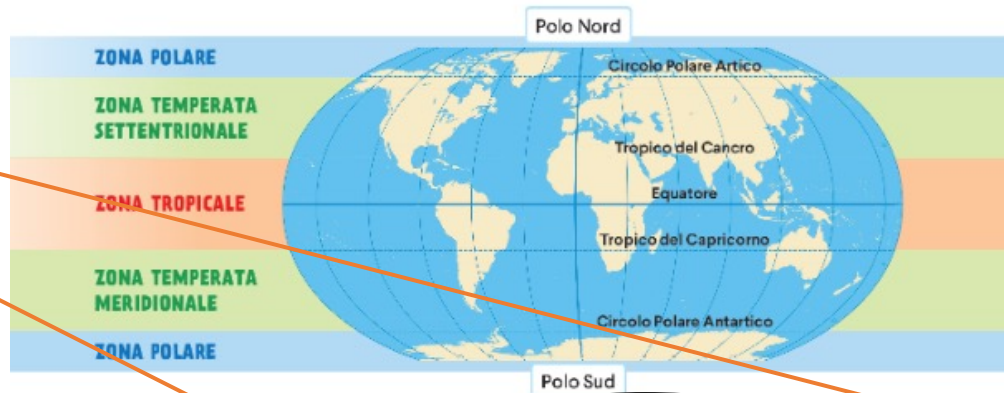 Polo Nord
ZONA POLARE
Circolo Polare Artico
ZONA TEMPERATA
SETTENTRIONALE
Tropico del Cancro
ZONA TROPICALE
Equatore
Tropico del Capricorno
ZONA TEMPERATA
MERIDIONALE
Circolo Polare Antartico
ZONA POLARE
Polo Sud